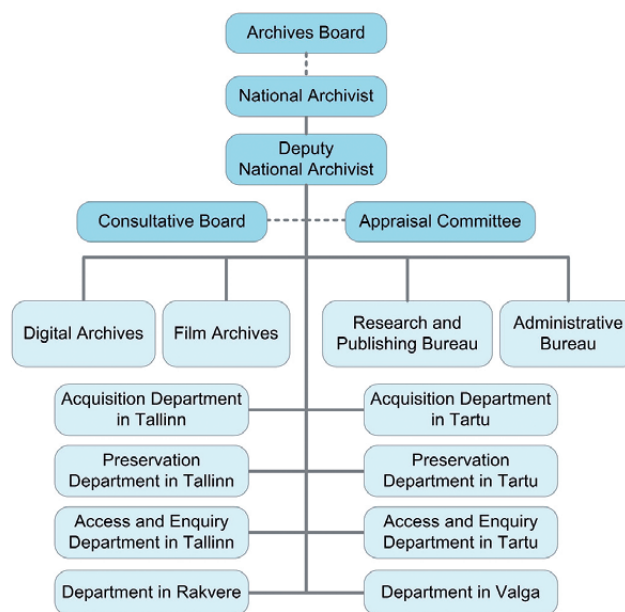 Archives Board
National Archivist
Deputy
National Archivist
Consultative Board
Appraisal Committee
Digital Archives
Film Archives
Research and
Publishing Bureau
Administrative
Bureau
Acquisition Department
in Tallinn
Acquisition Department
in Tartu
Preservation
Department in Tallinn
Preservation
Department in Tartu
Access and Enquiry
Department in Tallinn
Access and Enquiry
Department in Tartu
Department in Rakvere
Department in Valga